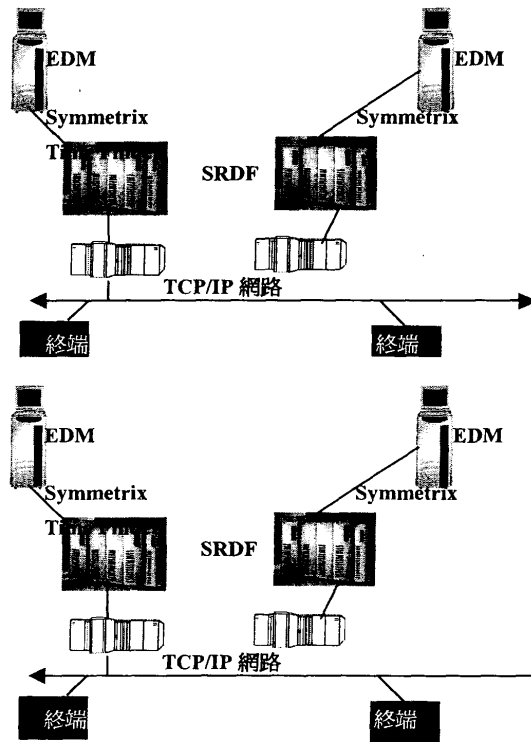 EDM
EDM
Symmetrix
Symmetrix
SRDF
TCP/IP 網路
終端
終端
EDM
EDM
Symmetrix
Symmetrix
SRDF
TCP/IP 網路
終端
終端